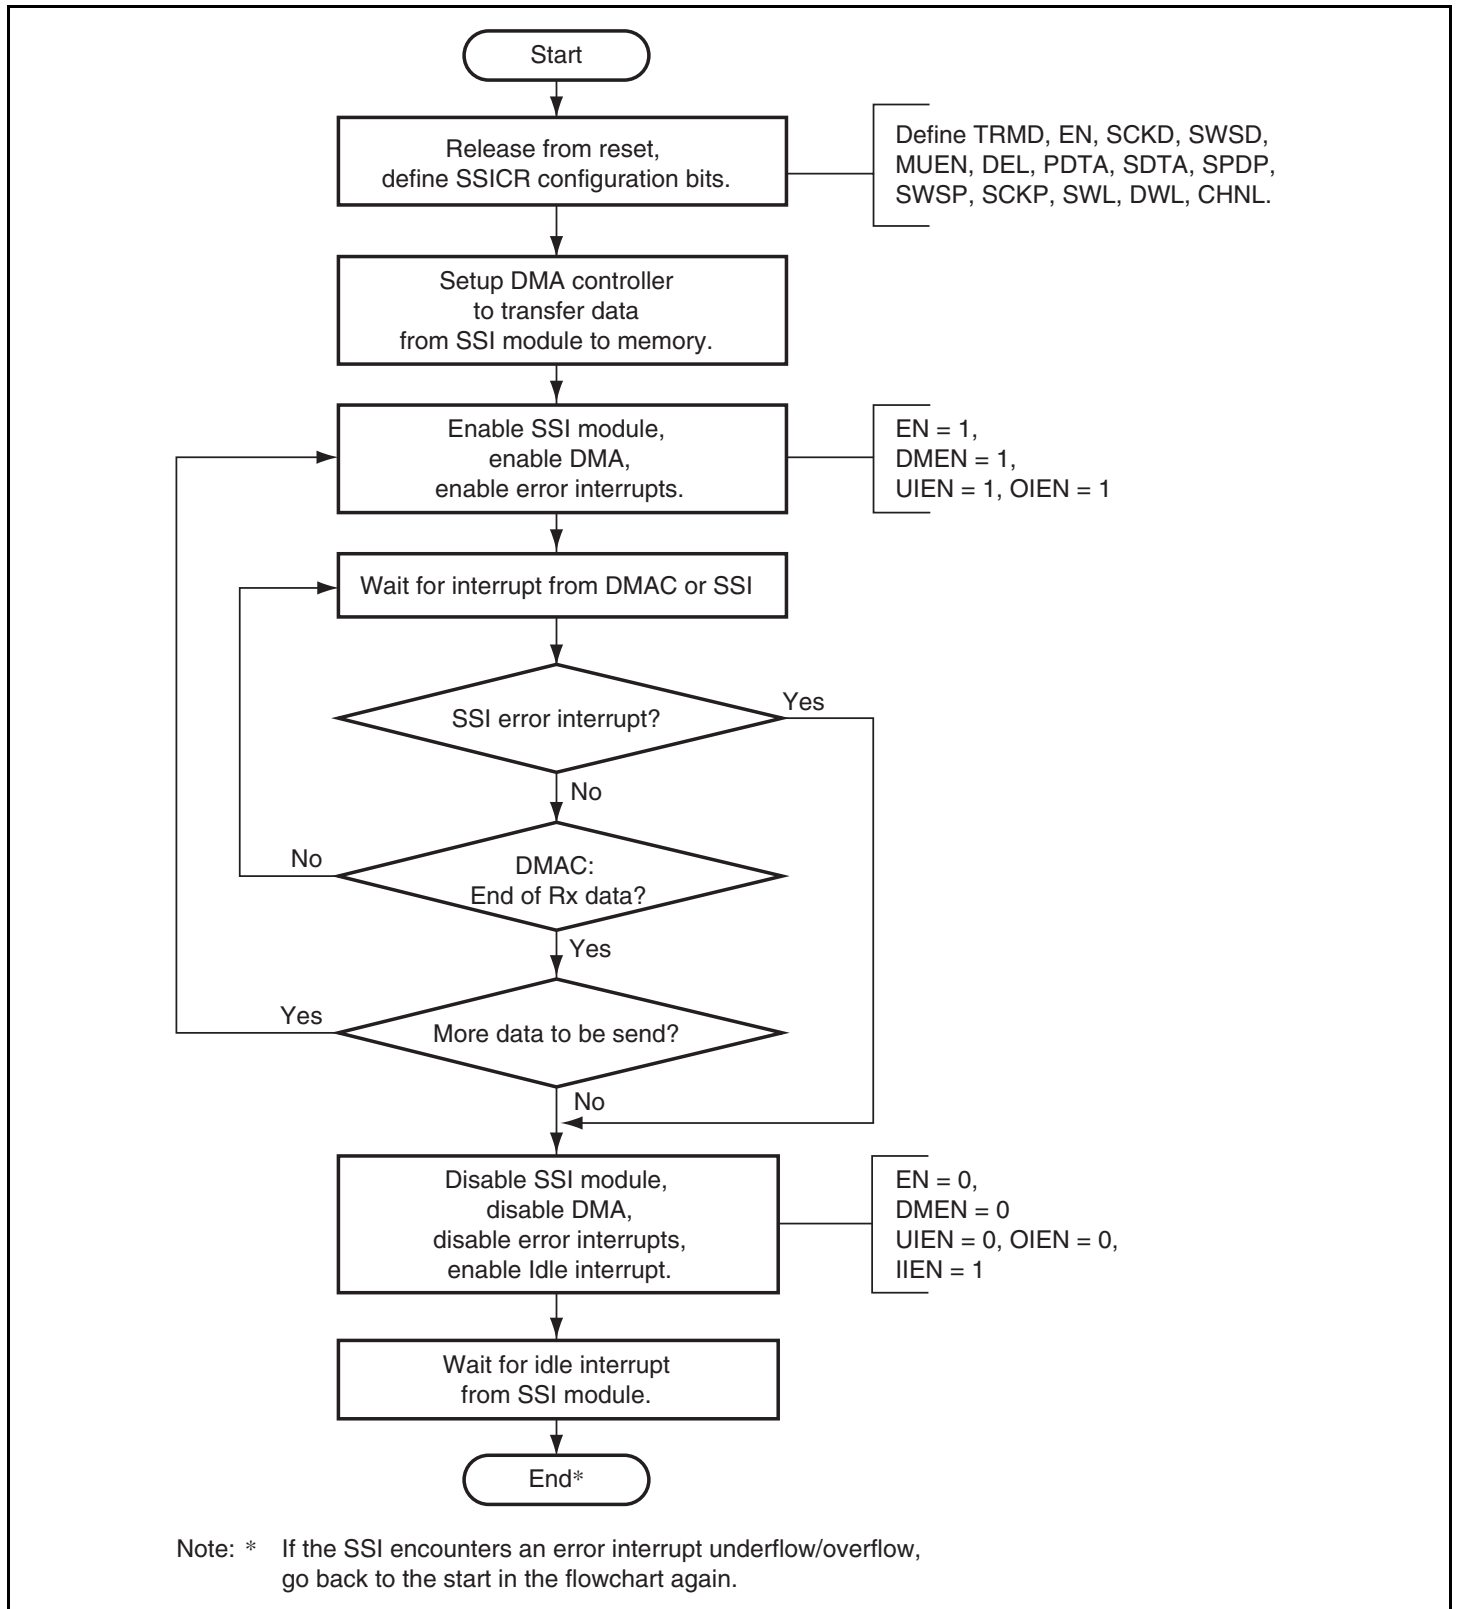 Start
Release from reset,
define SSICR configuration bits.
Define TRMD, EN, SCKD, SWSD,
MUEN, DEL, PDTA, SDTA, SPDP,
SWSP, SCKP, SWL, DWL, CHNL.
Setup DMA controller
to transfer data
from SSI module to memory.
Enable SSI module,
enable DMA,
enable error interrupts.
EN = 1,
DMEN = 1,
UIEN = 1, OIEN = 1
Wait for interrupt from DMAC or SSI
SSI error interrupt?
Yes
No
DMAC:
End of Rx data?
No
Yes
More data to be send?
Yes
No
Disable SSI module,
disable DMA,
disable error interrupts,
enable Idle interrupt.
EN = 0,
DMEN = 0
UIEN = 0, OIEN = 0,
IIEN = 1
Wait for idle interrupt
from SSI module.
End*
Note: * If the SSI encounters an error interrupt underflow/overflow,
go back to the start in the flowchart again.